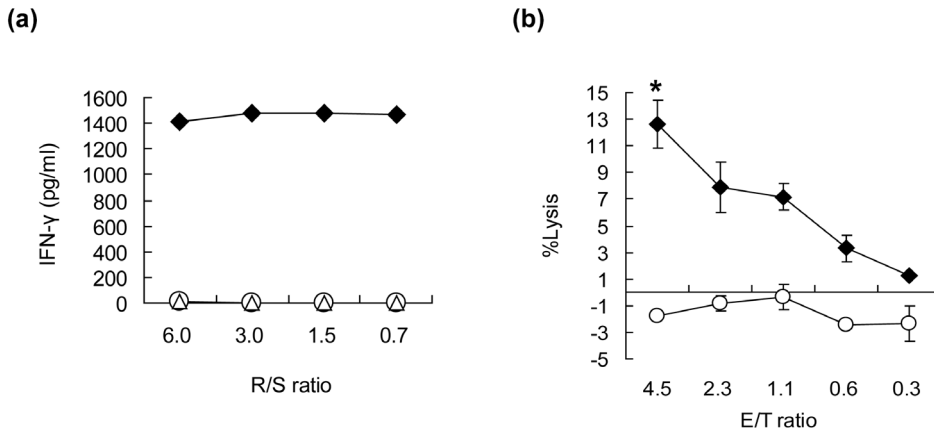 (a)
IFN-γ (pg/ml)
1600
1400
1200
1000
800
600
400
200
0
6.0 3.0 1.5 0.7
R/S ratio
(b)
%Lysis
*
15
13
11
9
7
5
3
1
-1
-3
-5
4.5 2.3 1.1 0.6 0.3
E/T ratio